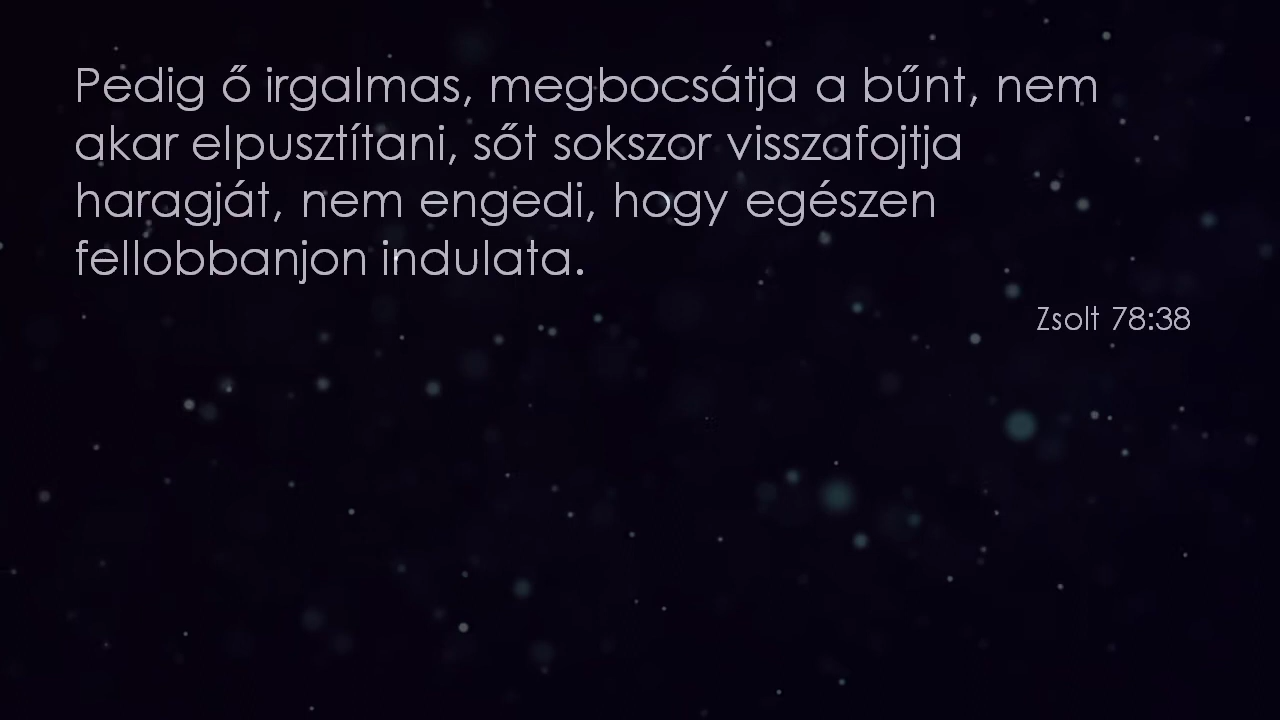 Pedig ő irgalmas, megbocsátja a bűnt, nem
akar elpusztítani, sőt sokszor visszafojtja
haragját, nem engedi, hogy egészen
fellobbanjon indulata.
Zsolt 78:38